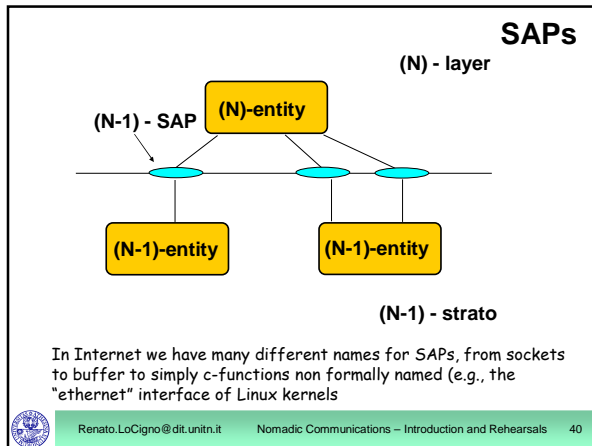 SAPs
(N) - layer
(N)-entity
(N-1) - SAP
(N-1)-entity
(N-1)-entity
(N-1) - strato
In Internet we have many different names for SAPs, from sockets
to buffer to simply c-functions non formally named (e.g., the
“ethernet” interface of Linux kernels
Renato.LoCigno@dit.unitn.it Nomadic Communications – Introduction and Rehearsals 40